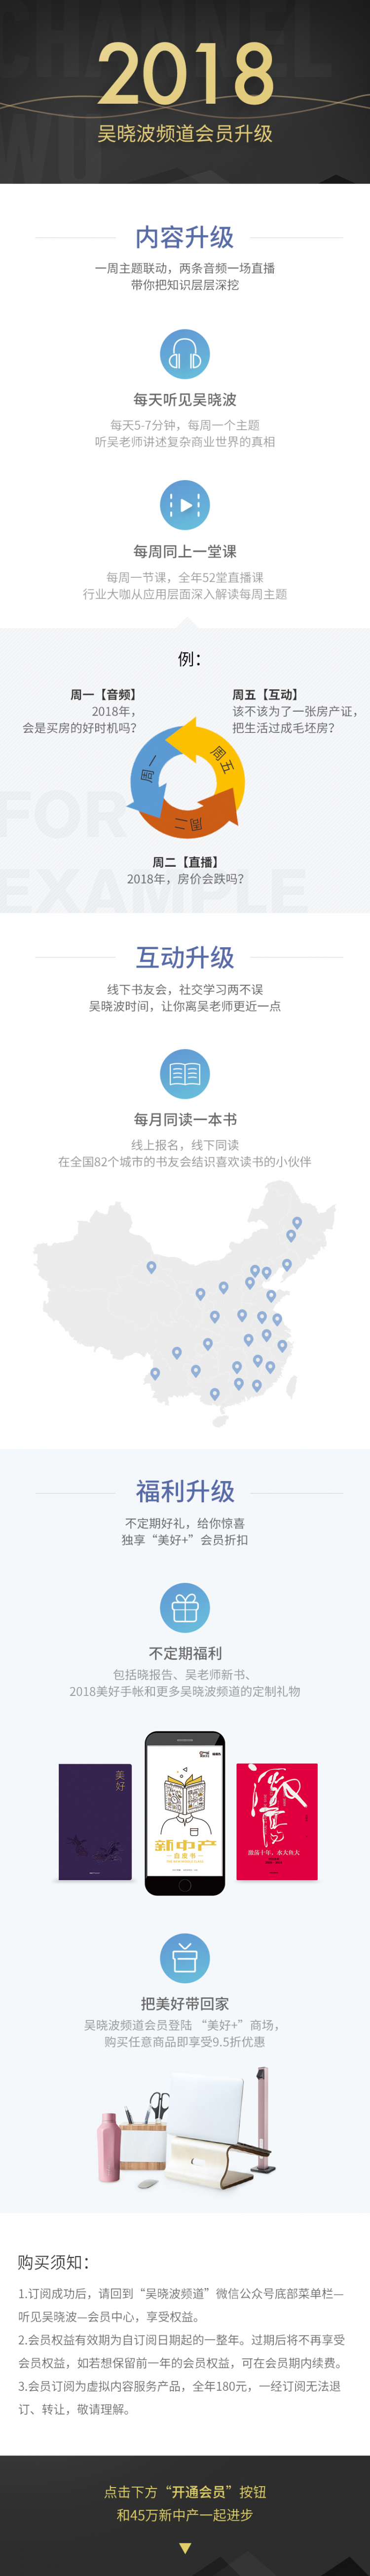 CHANNEL
WU
2018
吴晓波频道会员升级
内容升级
一周主题联动，两条音频一场直播
带你把知识层层深挖
每天听见吴晓波
每天5-7分钟，每周一个主题
听吴老师讲述复杂商业世界的真相
每周同上一堂课
每周一节课，全年52堂直播课
行业大咖从应用层面深入解读每周主题
例：
周一【音频】
2018年，
会是买房的好时机吗？
周五【互动】
该不该为了一张房产证，
把生活过成毛坯房？
周一
周五
周二
FOR
EXAMPLE
周二【直播】
2018年，房价会跌吗？
互动升级
线下书友会，社交学习两不误
吴晓波时间，让你离吴老师更近一点
每月同读一本书
线上报名，线下同读
在全国82个城市的书友会结识喜欢读书的小伙伴
福利升级
不定期好礼，给你惊喜
独享“美好+”会员折扣
不定期福利
包括晓报告、吴老师新书、
2018美好手帐和更多吴晓波频道的定制礼物
美好
新中产
白皮书
激荡
激荡十年，水大鱼大
把美好带回家
吴晓波频道会员登陆 “美好+”商场，
购买任意商品即享受9.5折优惠
购买须知：
1.订阅成功后，请回到“吴晓波频道”微信公众号底部菜单栏—
听见吴晓波—会员中心，享受权益。
2.会员权益有效期为自订阅日期起的一整年。过期后将不再享受
会员权益，如若想保留前一年的会员权益，可在会员期内续费。
3.会员订阅为虚拟内容服务产品，全年180元，一经订阅无法退
订、转让，敬请理解。
点击下方“开通会员”按钮
和45万新中产一起进步